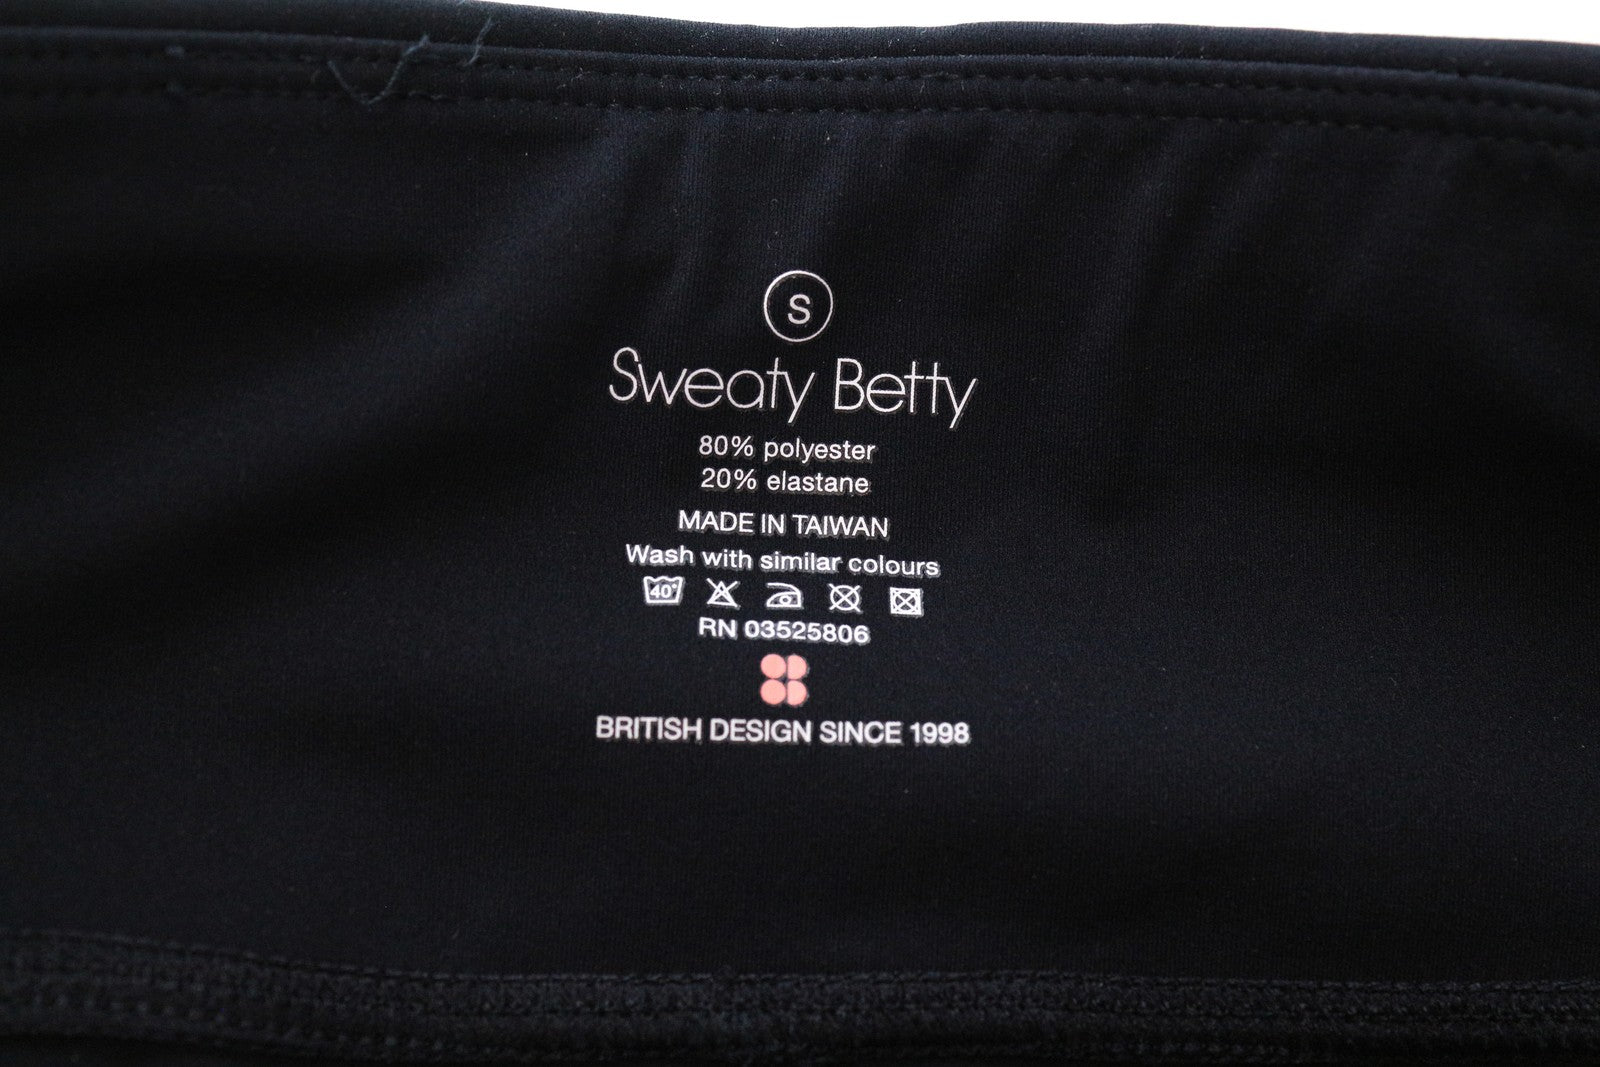 S
Sweaty Betty
80% polyester
20% elastane
MADE IN TAIWAN
Wash with similar colours
40°
RN 03525806
BRITISH DESIGN SINCE 1998